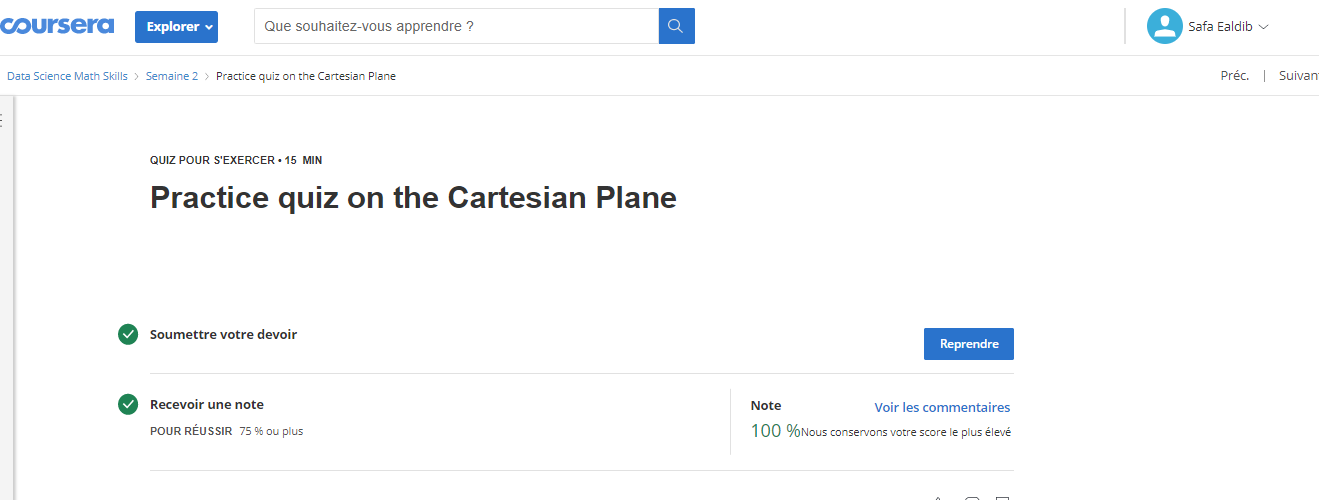 coursera Explorer Que souhaitez-vous apprendre ? Safa Ealdib
Data Science Math Skills > Semaine 2 > Practice quiz on the Cartesian Plane Préc. | Suivant
QUIZ POUR S'EXERCER • 15 MIN
Practice quiz on the Cartesian Plane
Soumettre votre devoir
Reprendre
Recevoir une note
POUR RÉUSSIR 75 % ou plus
Note Voir les commentaires
100 % Nous conservons votre score le plus élevé